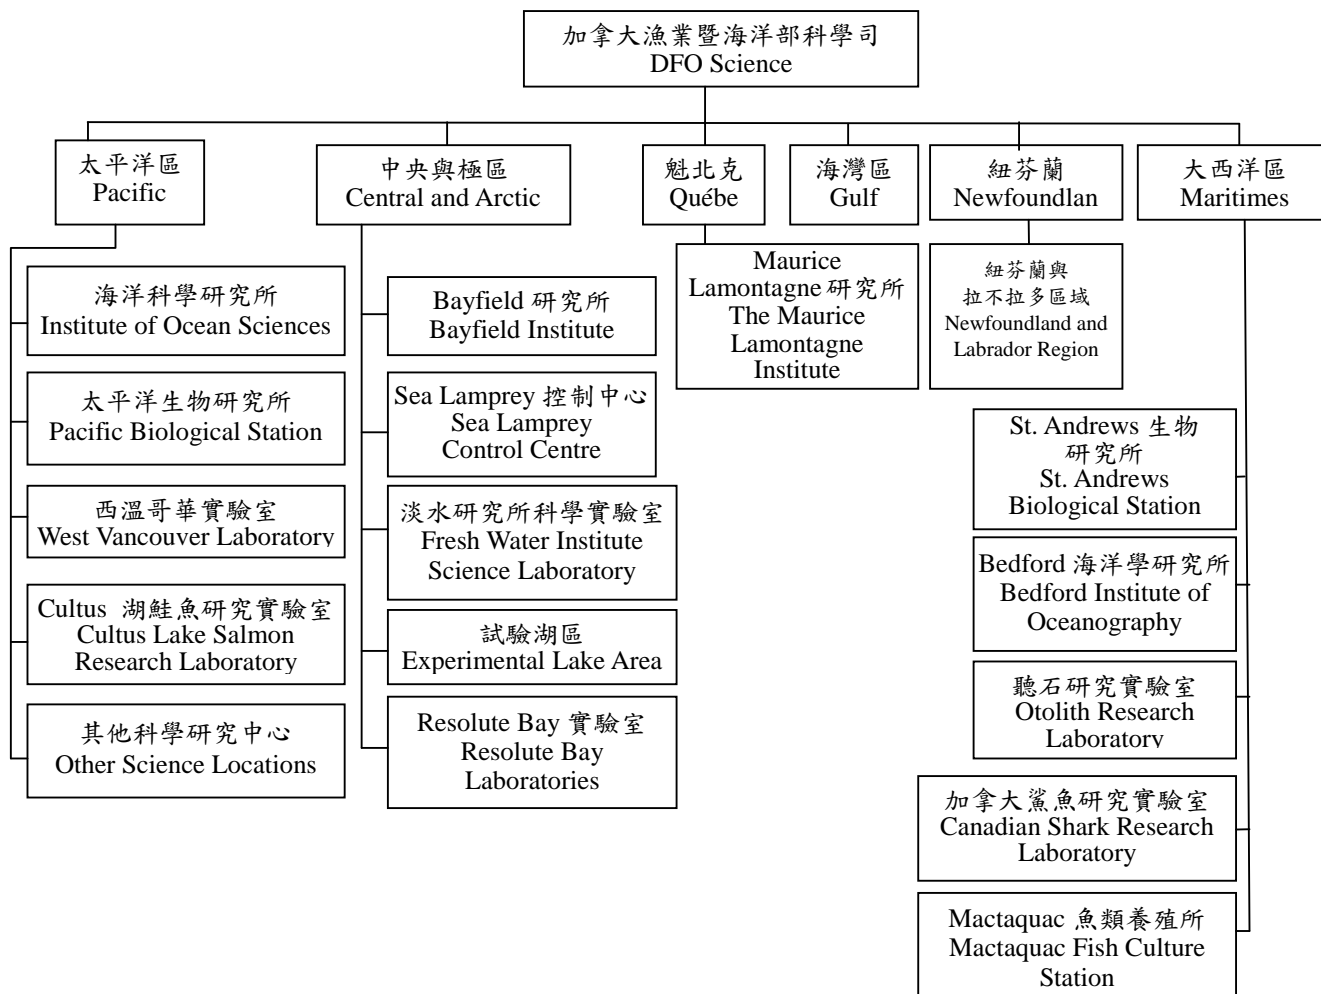 加拿大漁業暨海洋部科學司
DFO Science
太平洋區
Pacific
中央與極區
Central and Arctic
魁北克
Québe
海灣區
Gulf
紐芬蘭
Newfoundlan
大西洋區
Maritimes
海洋科學研究所
Institute of Ocean Sciences
太平洋生物研究所
Pacific Biological Station
西溫哥華實驗室
West Vancouver Laboratory
Cultus 湖鮭魚研究實驗室
Cultus Lake Salmon
Research Laboratory
其他科學研究中心
Other Science Locations
Bayfield 研究所
Bayfield Institute
Sea Lamprey 控制中心
Sea Lamprey
Control Centre
淡水研究所科學實驗室
Fresh Water Institute
Science Laboratory
試驗湖區
Experimental Lake Area
Resolute Bay 實驗室
Resolute Bay
Laboratories
Maurice
Lamontagne 研究所
The Maurice
Lamontagne
Institute
紐芬蘭與
拉不拉多區域
Newfoundland and
Labrador Region
St. Andrews 生物
研究所
St. Andrews
Biological Station
Bedford 海洋學研究所
Bedford Institute of
Oceanography
聽石研究實驗室
Otolith Research
Laboratory
加拿大鯊魚研究實驗室
Canadian Shark Research
Laboratory
Mactaquac 魚類養殖所
Mactaquac Fish Culture
Station